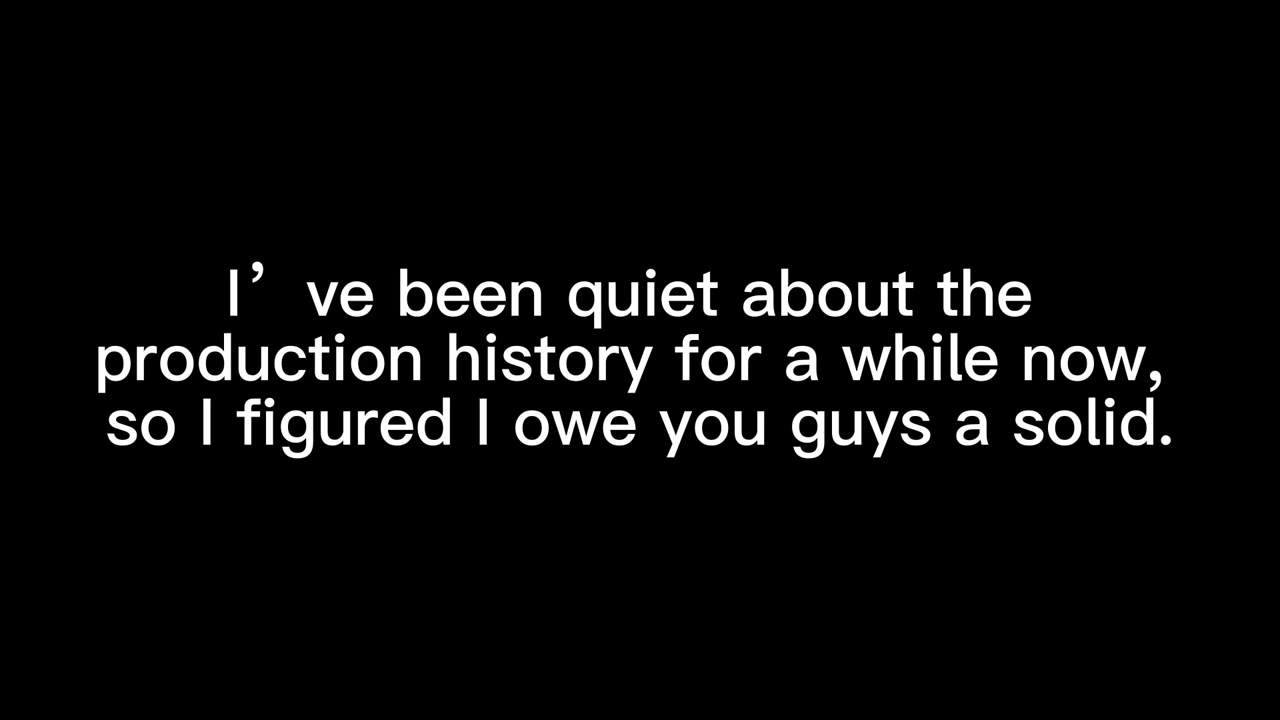 I’ve been quiet about the
production history for a while now,
so I figured I owe you guys a solid.